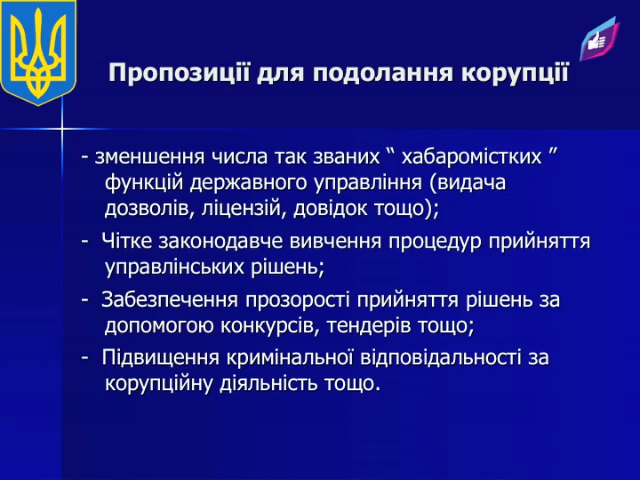 Пропозиції для подолання корупції
- зменшення числа так званих “ хабаромістких ”
функцій державного управління (видача
дозволів, ліцензій, довідок тощо);
- Чітке законодавче вивчення процедур прийняття
управлінських рішень;
- Забезпечення прозорості прийняття рішень за
допомогою конкурсів, тендерів тощо;
- Підвищення кримінальної відповідальності за
корупційну діяльність тощо.